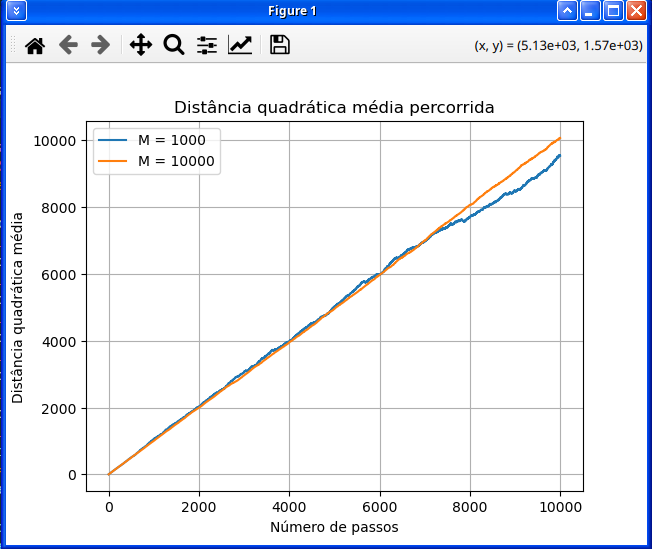 Figure 1
(x, y) = (5.13e+03, 1.57e+03)
Distância quadrática média percorrida
M = 1000
M = 10000
Distância quadrática média
10000
8000
6000
4000
2000
0
0 2000 4000 6000 8000 10000
Número de passos